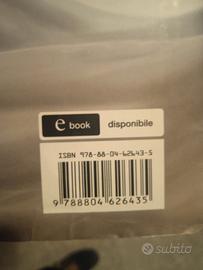 e book disponibile
ISBN 978-88-04-62643-5
9 788804 626435
subito